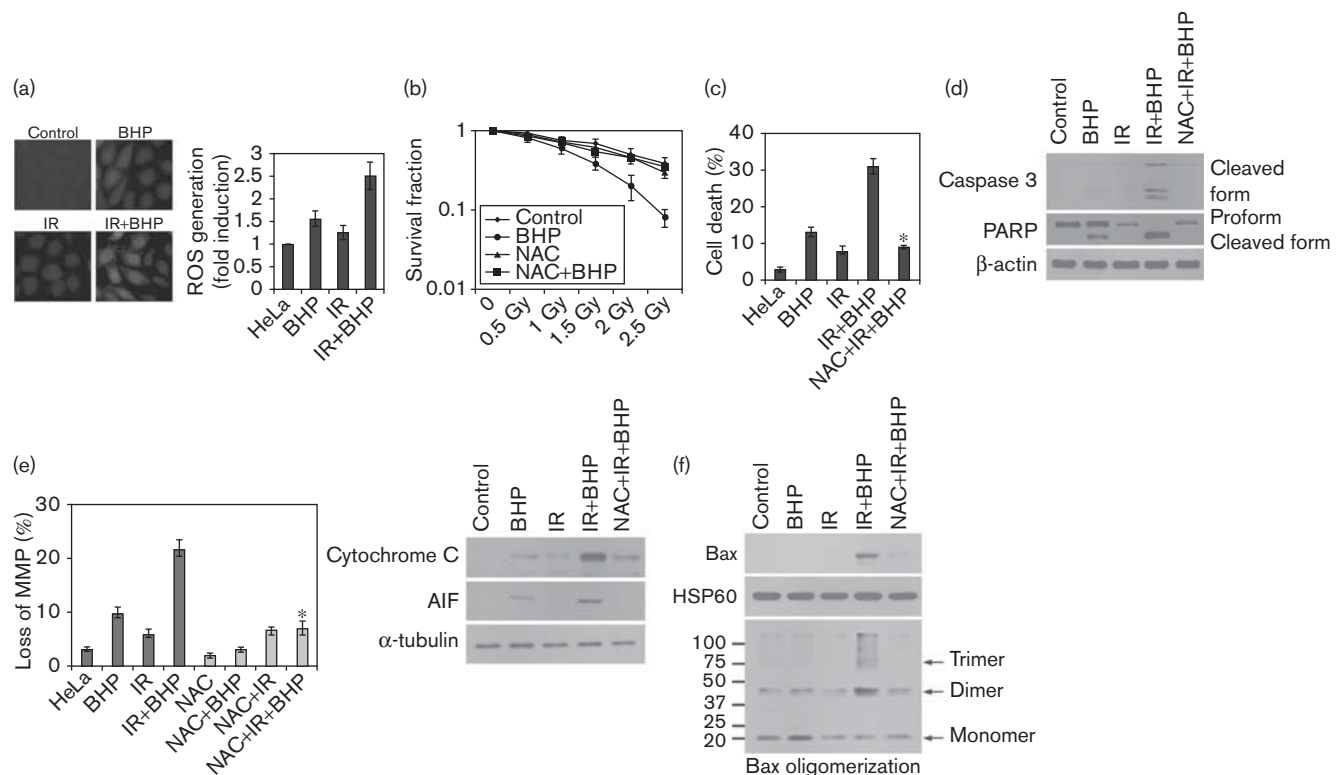 (a)
Control
BHP
IR
IR+BHP
ROS generation
(fold induction)
3
2.5
2
1.5
1
0.5
0
HeLa
BHP
IR
IR+BHP
(b)
Survival fraction
1
0.1
0.01
Control
BHP
NAC
NAC+BHP
0
0.5 Gy
1 Gy
1.5 Gy
2 Gy
2.5 Gy
(c)
Cell death (%)
40
30
20
10
0
HeLa
BHP
IR
IR+BHP
NAC+IR+BHP
*
(d)
Control
BHP
IR
IR+BHP
NAC+IR+BHP
Caspase 3
Cleaved
form
PARP
Proform
Cleaved form
β-actin
(e)
Loss of MMP (%)
30
20
10
0
HeLa
BHP
IR
IR+BHP
NAC
NAC+BHP
NAC+IR
NAC+IR+BHP
*
Control
BHP
IR
IR+BHP
NAC+IR+BHP
Cytochrome C
AIF
α-tubulin
(f)
Control
BHP
IR
IR+BHP
NAC+IR+BHP
Bax
HSP60
100
75
50
37
25
20
Trimer
Dimer
Monomer
Bax oligomerization